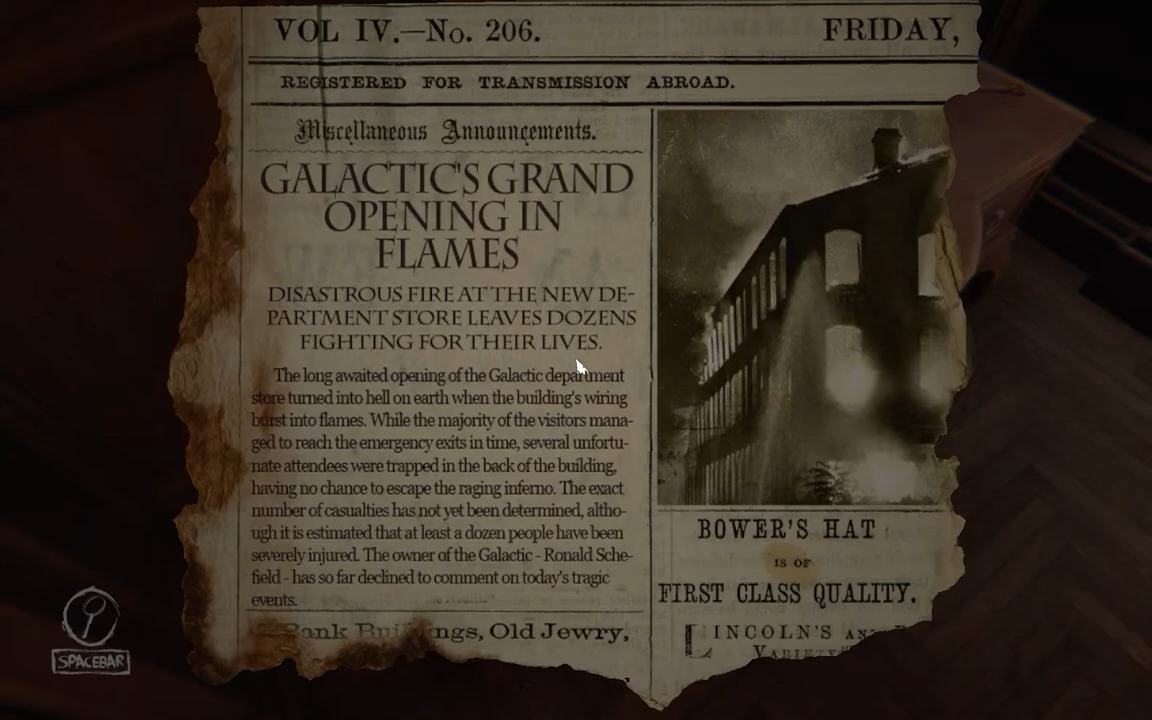 VOL IV.—No. 206.
FRIDAY,
REGISTERED FOR TRANSMISSION ABROAD.
Miscellaneous Announcements.
GALACTIC'S GRAND
OPENING IN
FLAMES
DISASTROUS FIRE AT THE NEW DE-
PARTMENT STORE LEAVES DOZENS
FIGHTING FOR THEIR LIVES.
The long awaited opening of the Galactic department
store turned into hell on earth when the building's wiring
burst into flames. While the majority of the visitors mana-
ged to reach the emergency exits in time, several unfortu-
nate attendees were trapped in the back of the building,
having no chance to escape the raging inferno. The exact
number of casualties has not yet been determined, altho-
ugh it is estimated that at least a dozen people have been
severely injured. The owner of the Galactic - Ronald Sche-
field - has so far declined to comment on today's tragic
events.
Bank Buildings, Old Jewry,
BOWER'S HAT
IS OF
FIRST CLASS QUALITY.
LINCOLN'S AN
VARIETY
SPACEBAR